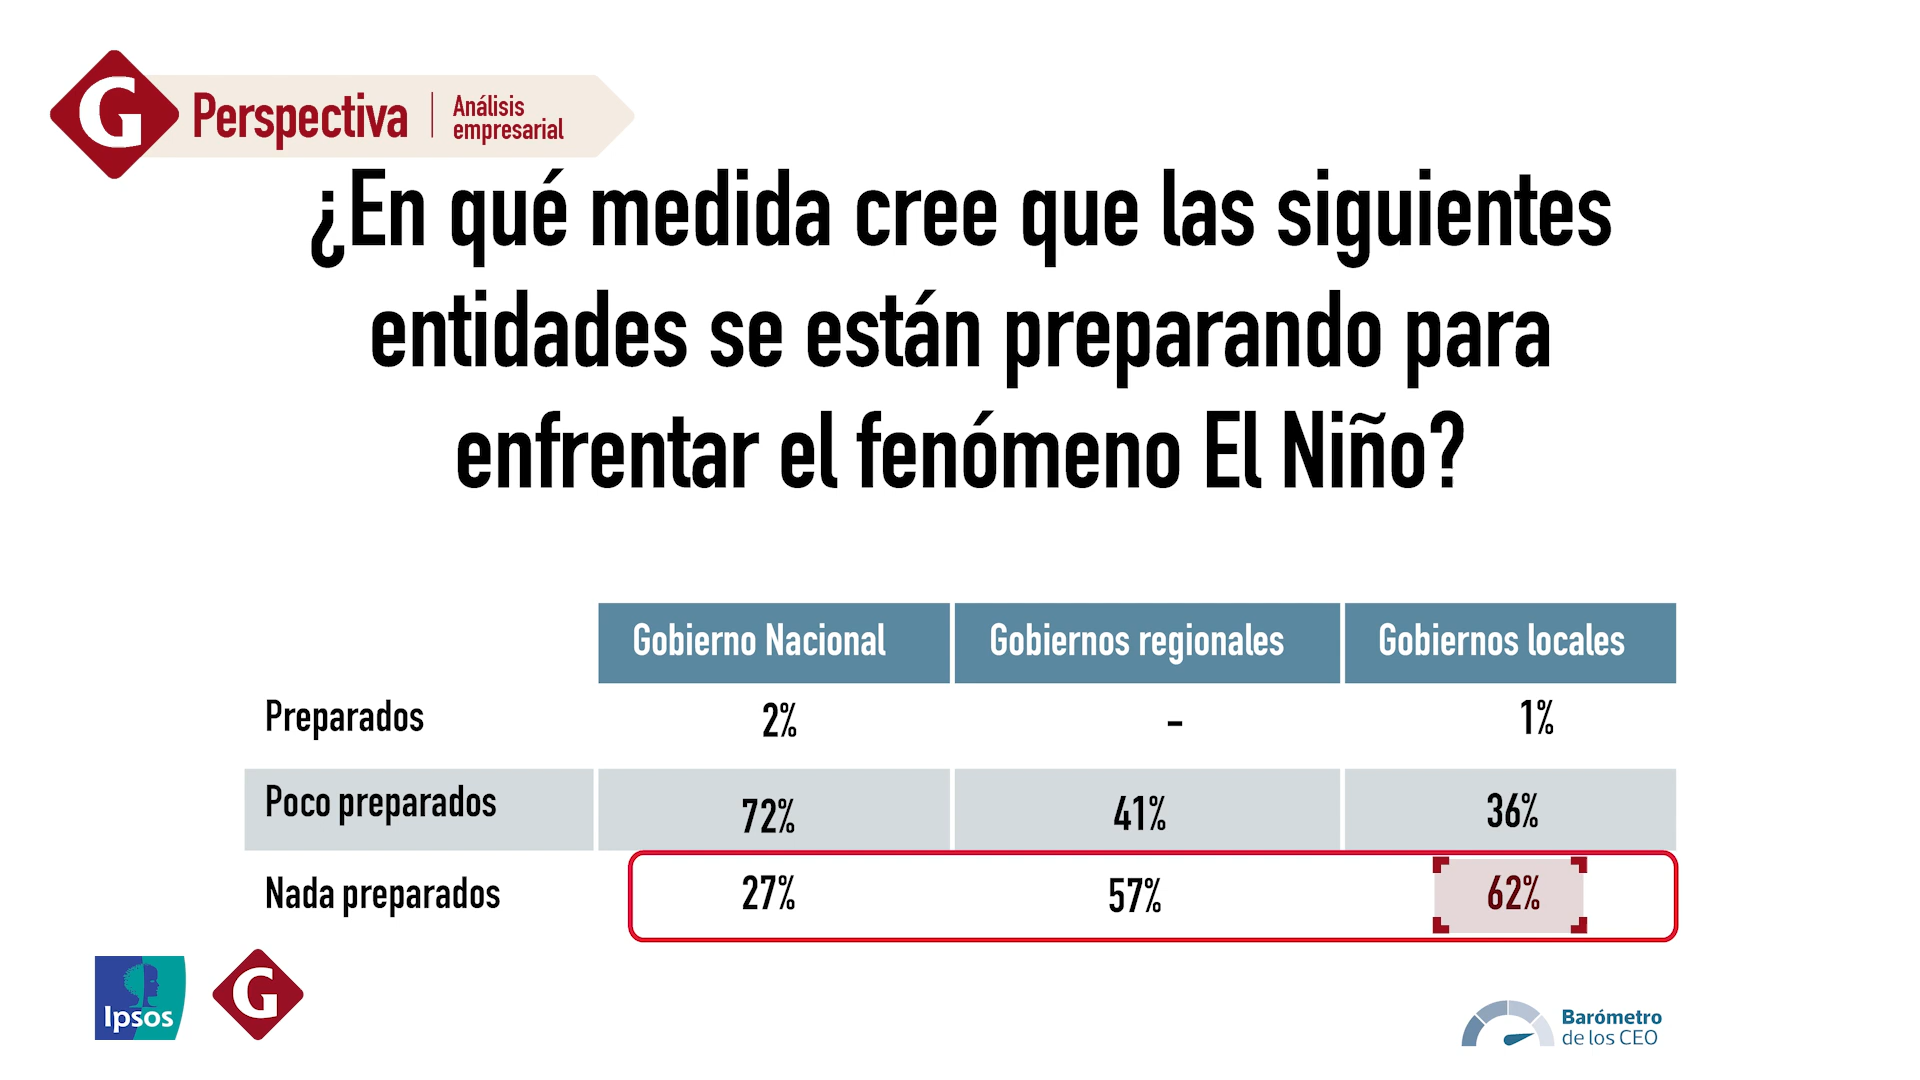 G Perspectiva | Análisis
empresarial
¿En qué medida cree que las siguientes
entidades se están preparando para
enfrentar el fenómeno El Niño?
Gobierno Nacional Gobiernos regionales Gobiernos locales
Preparados 2% - 1%
Poco preparados 72% 41% 36%
Nada preparados 27% 57% 62%
Ipsos G
Barómetro
de los CEO